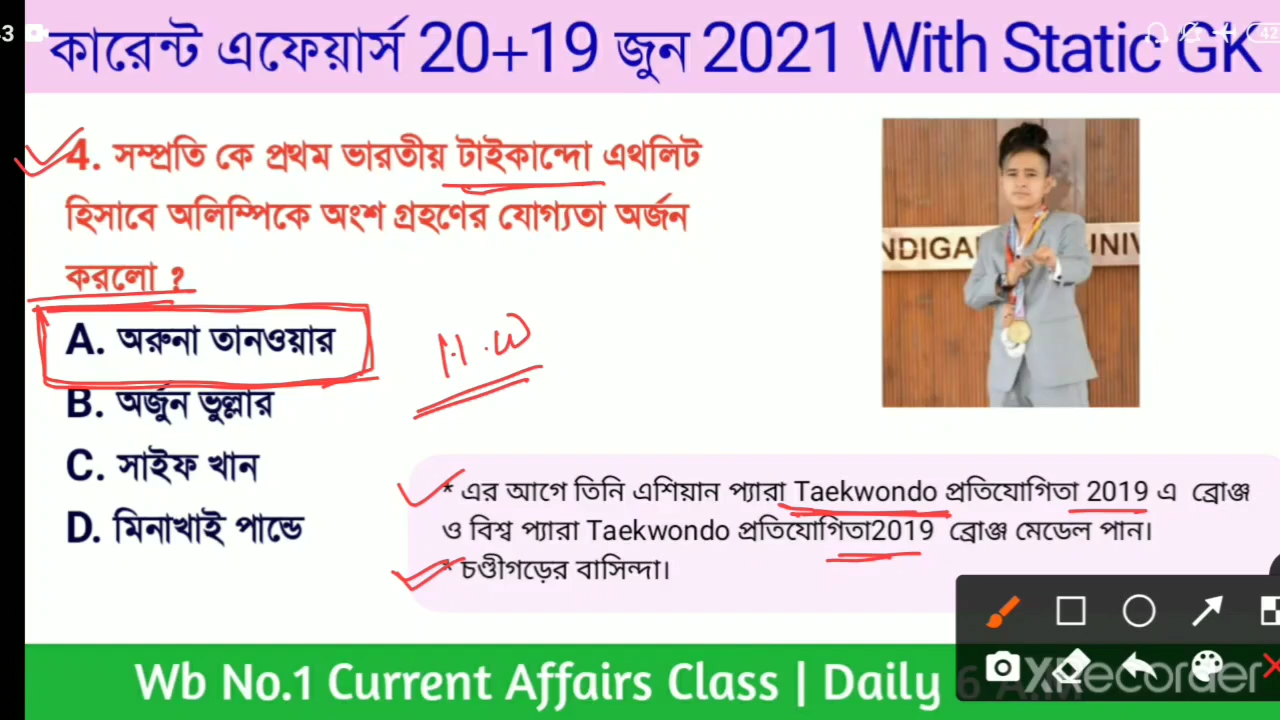 কারেন্ট এফেয়ার্স 20+19 জুন 2021 With Static GK
4. সম্প্রতি কে প্রথম ভারতীয় টাইকান্দো এথলিট
হিসাবে অলিম্পিকে অংশ গ্রহণের যোগ্যতা অর্জন
করলো ?
A. অরুনা তানওয়ার
B. অর্জুন ভুল্লার
C. সাইফ খান
D. মিনাখাই পান্ডে
H.W
NDIGA UNIV
* এর আগে তিনি এশিয়ান প্যারা Taekwondo প্রতিযোগিতা 2019 এ ব্রোঞ্জ
ও বিশ্ব প্যারা Taekwondo প্রতিযোগিতা2019 ব্রোঞ্জ মেডেল পান।
* চণ্ডীগড়ের বাসিন্দা।
Wb No.1 Current Affairs Class | Daily 6
XRecorder